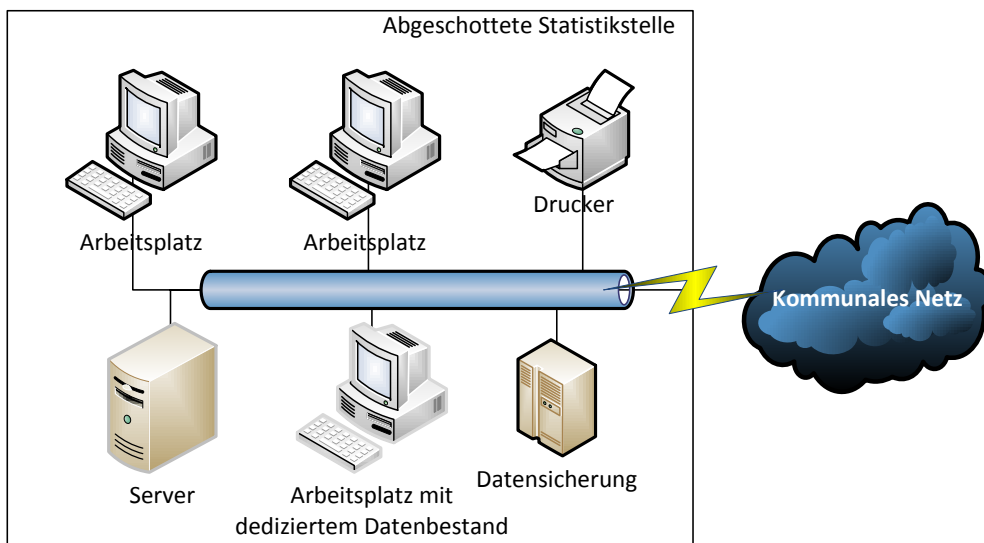 Abgeschottete Statistikstelle
Drucker
Arbeitsplatz
Arbeitsplatz
Kommunales Netz
Server
Arbeitsplatz mit
dediziertem Datenbestand
Datensicherung